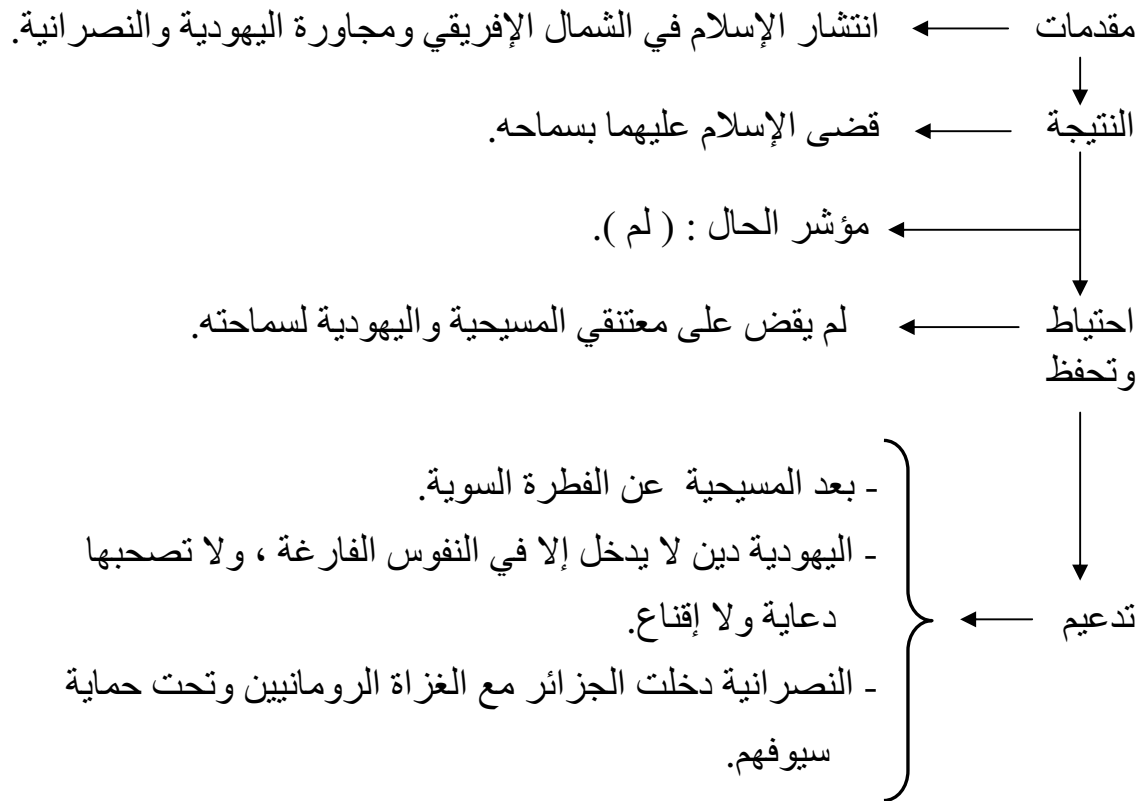 مقدمات انتشار الإسلام في الشمال الإفريقي ومجاورة اليهودية والنصرانية.
النتيجة قضى الإسلام عليهما بسماحه.
مؤشر الحال : ( لم ).
احتياط لم يقض على معتنقي المسيحية واليهودية لسماحته.
وتحفظ
- بعد المسيحية عن الفطرة السوية.
- اليهودية دين لا يدخل إلا في النفوس الفارغة ، ولا تصحبها
تدعيم دعاية ولا إقناع.
- النصرانية دخلت الجزائر مع الغزاة الرومانيين وتحت حماية
سيوفهم.